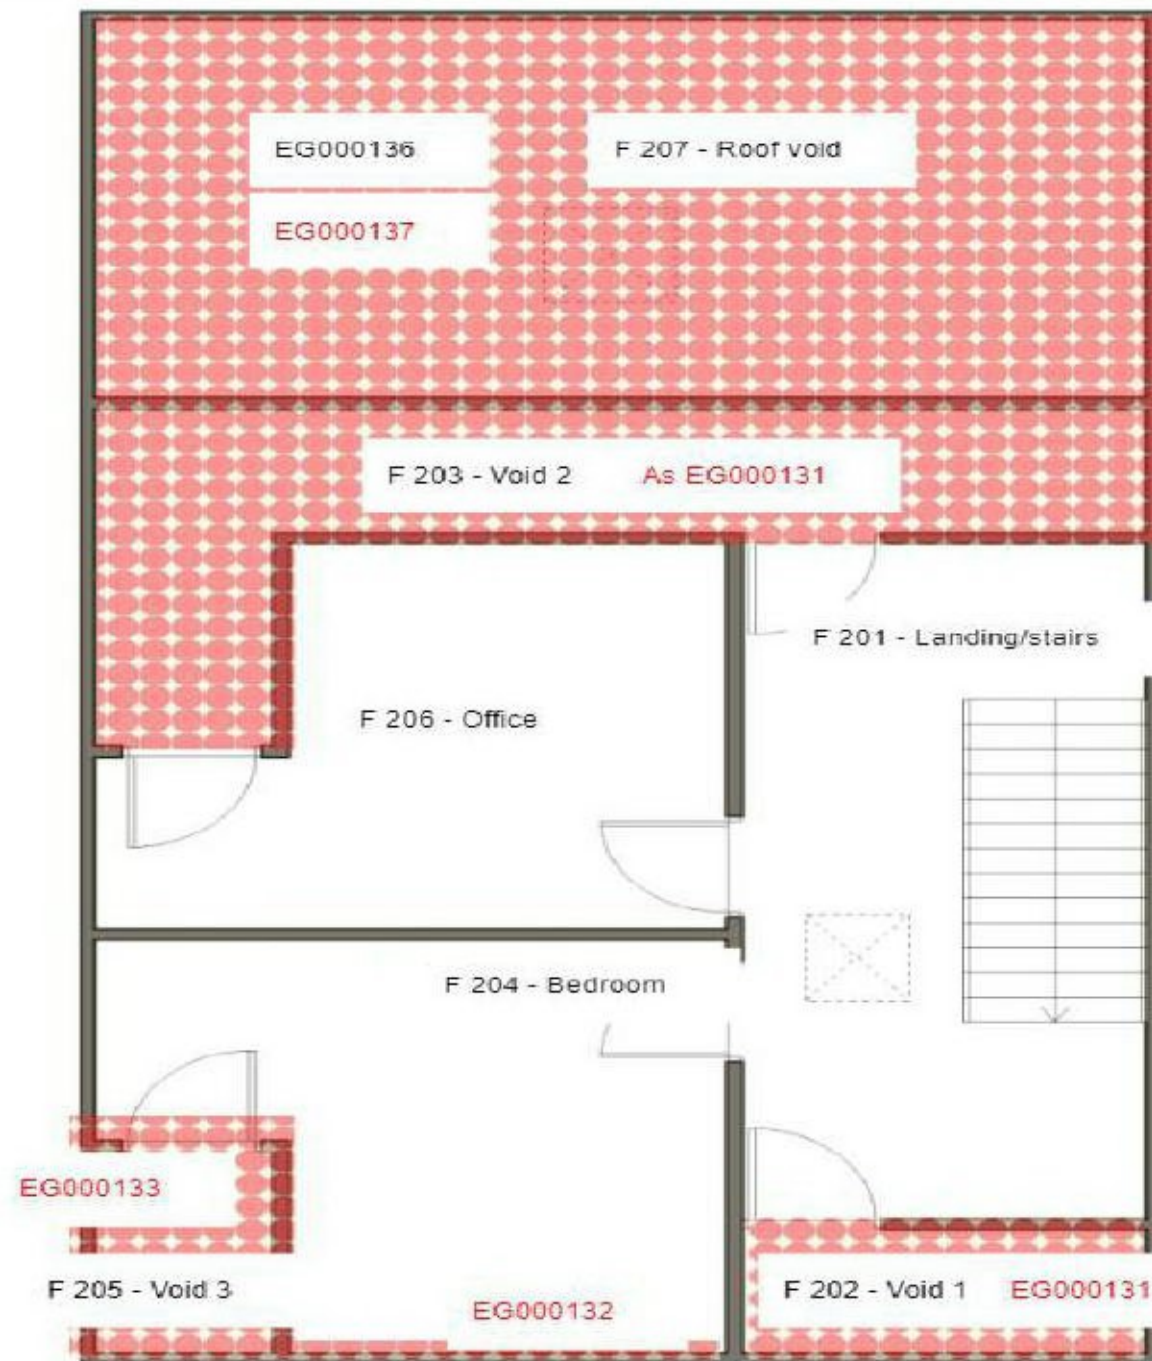 EG000136
F 207 - Roof void
EG000137
F 203 - Void 2 As EG000131
F 201 - Landing/stairs
F 206 - Office
F 204 - Bedroom
EG000133
F 205 - Void 3
EG000132
F 202 - Void 1 EG000131